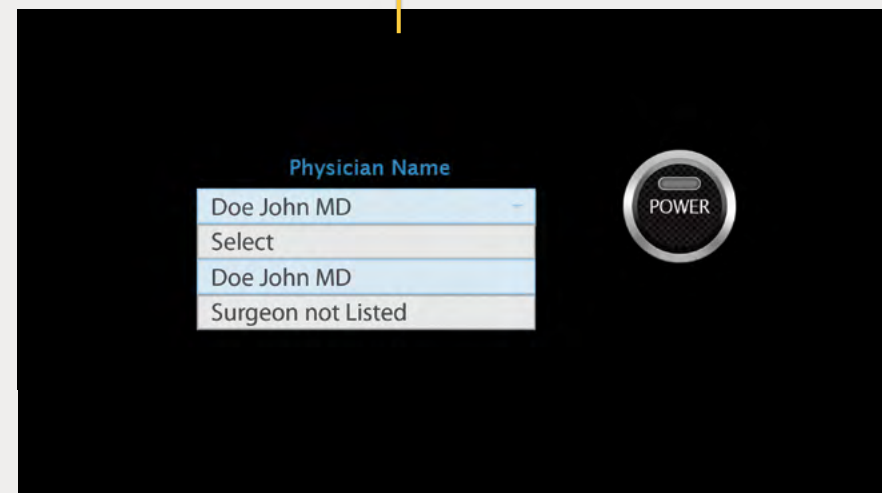 Physician Name
Doe John MD
Select
Doe John MD
Surgeon not Listed
POWER